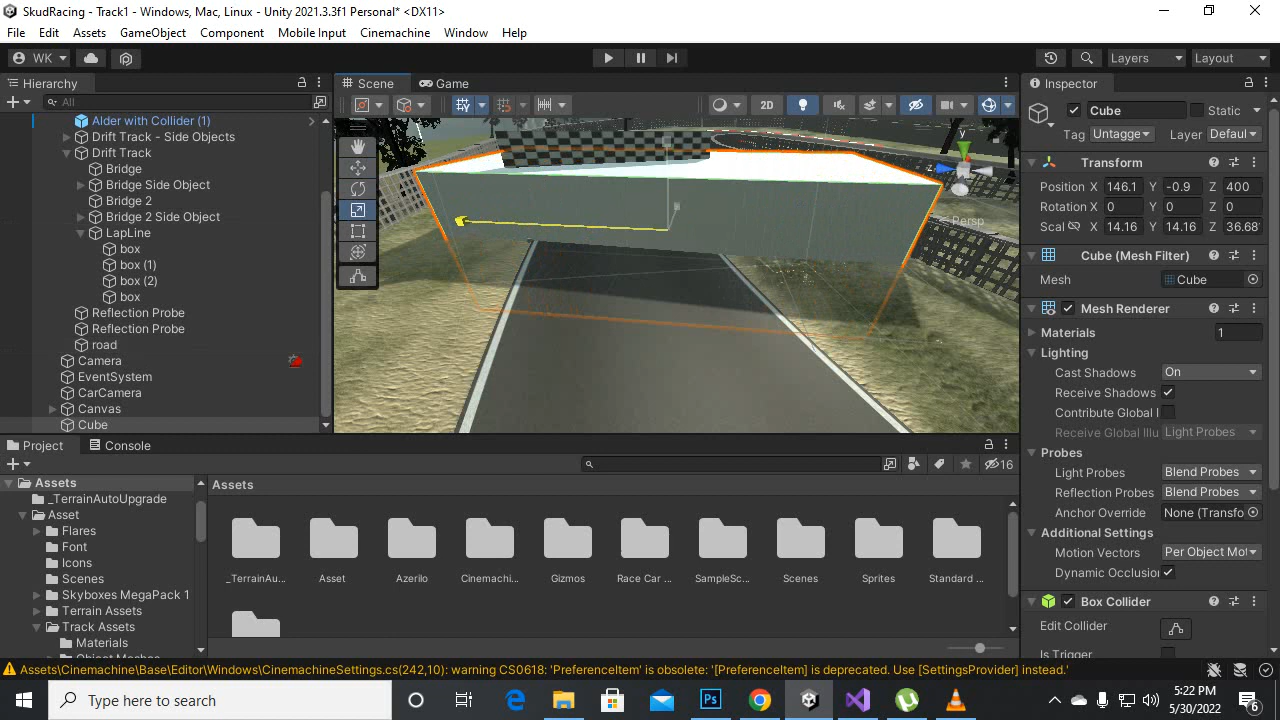 SkudRacing - Track1 - Windows, Mac, Linux - Unity 2021.3.3f1 Personal* <DX11>
File Edit Assets GameObject Component Mobile Input Cinemachine Window Help
WK Layers Layout
Hierarchy
All
Alder with Collider (1)
Drift Track - Side Objects
Drift Track
Bridge
Bridge Side Object
Bridge 2
Bridge 2 Side Object
LapLine
box
box (1)
box (2)
box
Reflection Probe
Reflection Probe
road
Camera
EventSystem
CarCamera
Canvas
Cube
Scene Game
2D
y
z
Persp
Inspector
Cube Static
Tag Untagge Layer Defaul
Transform
Position X 146.1 Y -0.9 Z 400
Rotation X 0 Y 0 Z 0
Scal X 14.16 Y 14.16 Z 36.68
Cube (Mesh Filter)
Mesh Cube
Mesh Renderer
Materials 1
Lighting
Cast Shadows On
Receive Shadows
Contribute Global I
Receive Global Illu Light Probes
Probes
Light Probes Blend Probes
Reflection Probes Blend Probes
Anchor Override None (Transfo
Additional Settings
Motion Vectors Per Object Mot
Dynamic Occlusion
Box Collider
Edit Collider
Is Trigger
Project Console
16
Assets
_TerrainAutoUpgrade
Asset
Flares
Font
Icons
Scenes
Skyboxes MegaPack 1
Terrain Assets
Track Assets
Materials
Object Meshes
Assets
_TerrainAu... Asset Azerilo Cinemachi... Gizmos Race Car ... SampleSc... Scenes Sprites Standard ...
Assets\Cinemachine\Base\Editor\Windows\CinemachineSettings.cs(242,10): warning CS0618: 'PreferenceItem' is obsolete: '[PreferenceItem] is deprecated. Use [SettingsProvider] instead.'
Type here to search
Ps
5:22 PM
5/30/2022
6